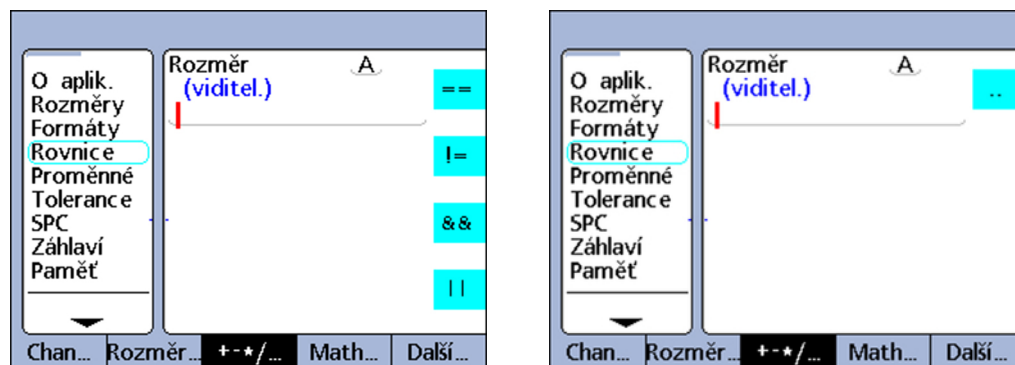 O aplik.
Rozměry
Formáty
Rovnice
Proměnné
Tolerance
SPC
Záhlaví
Paměť
Rozměr A
(viditel.)
==
!=
&&
||
Chan... Rozměr... +-*/... Math... Další...
O aplik.
Rozměry
Formáty
Rovnice
Proměnné
Tolerance
SPC
Záhlaví
Paměť
Rozměr A
(viditel.)
..
Chan... Rozměr... +-*/... Math... Další...